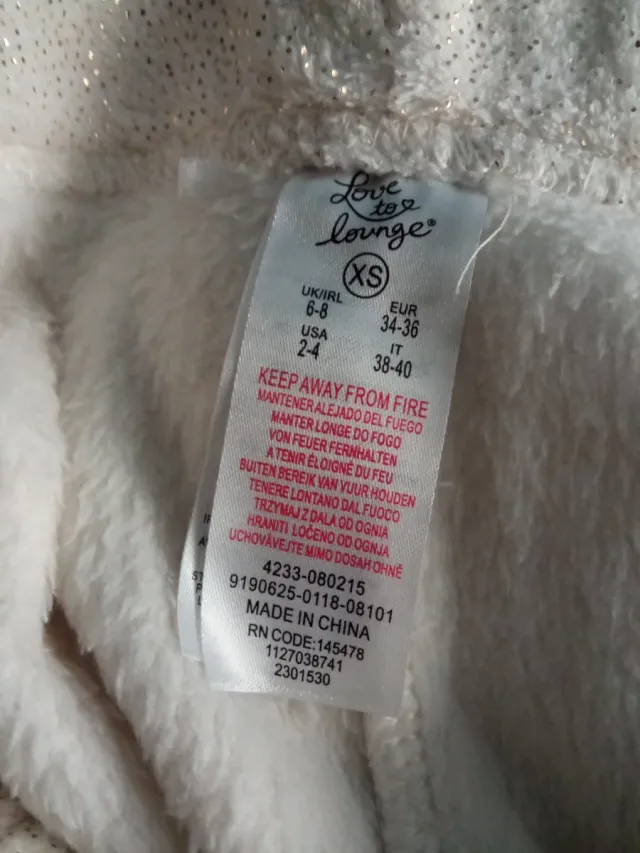 Love
to
lounge®
XS
UK/IRL EUR
6-8 34-36
USA IT
2-4 38-40
KEEP AWAY FROM FIRE
MANTENER ALEJADO DEL FUEGO
MANTER LONGE DO FOGO
VON FEUER FERNHALTEN
A TENIR ÉLOIGNÉ DU FEU
BUITEN BEREIK VAN VUUR HOUDEN
TENERE LONTANO DAL FUOCO
TRZYMAJ Z DALA OD OGNIA
HRANITI LOČENO OD OGNJA
UCHOVÁVEJTE MIMO DOSAH OHNĚ
4233-080215
9190625-0118-08101
MADE IN CHINA
RN CODE:145478
1127038741
2301530